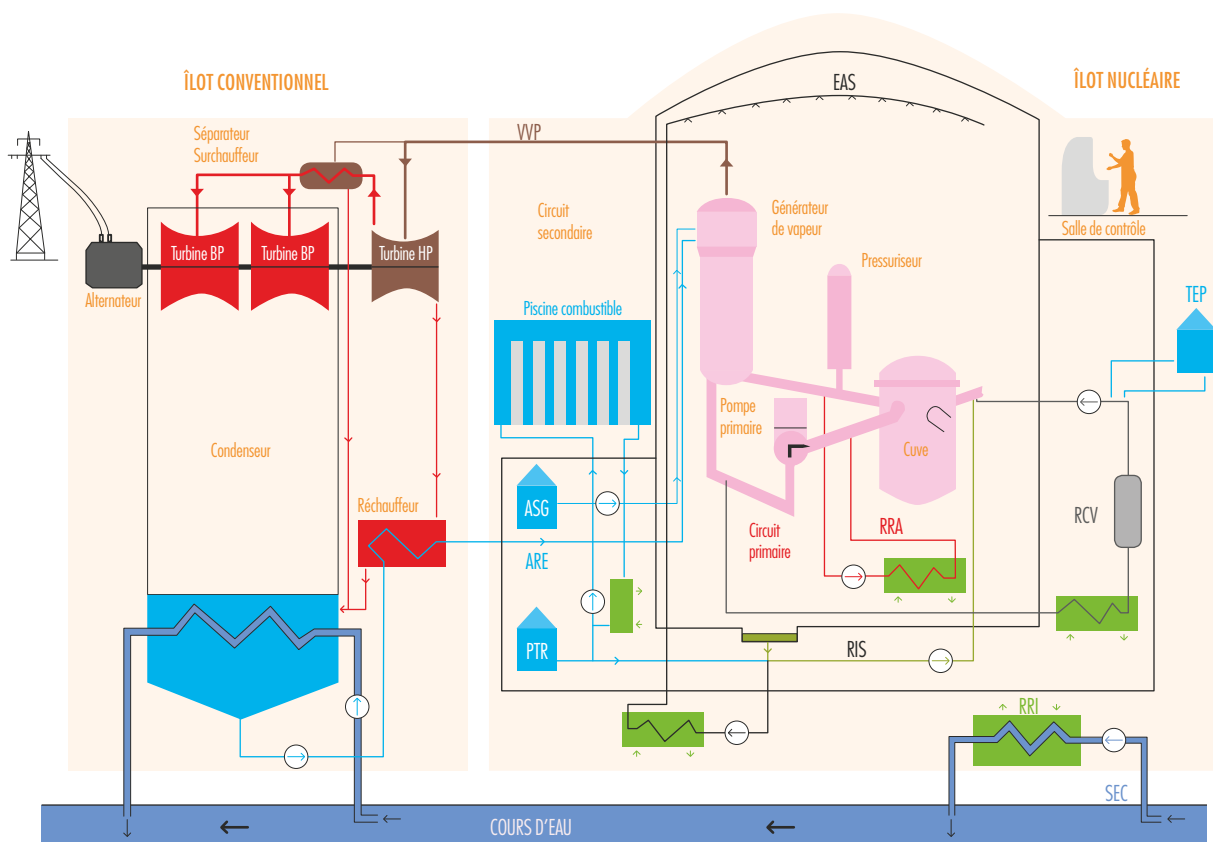 ÎLOT CONVENTIONNEL
ÎLOT NUCLÉAIRE
EAS
VVP
Séparateur
Surchauffeur
Circuit
secondaire
Générateur
de vapeur
Salle de contrôle
Turbine BP
Turbine BP
Turbine HP
Pressuriseur
Alternateur
TEP
Piscine combustible
Pompe
primaire
Condenseur
Cuve
Réchauffeur
ASG
RCV
Circuit
primaire
RRA
ARE
PTR
RIS
RRI
SEC
COURS D'EAU